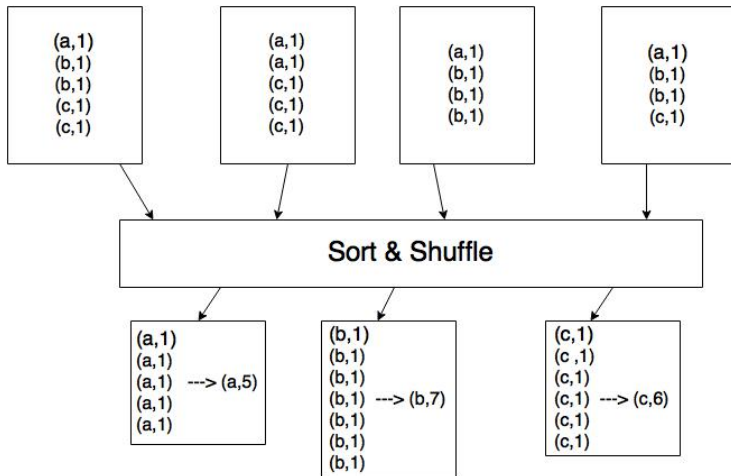 (a,1)
(b,1)
(b,1)
(c,1)
(c,1)
(a,1)
(a,1)
(c,1)
(c,1)
(c,1)
(a,1)
(b,1)
(b,1)
(b,1)
(a,1)
(b,1)
(b,1)
(c,1)
Sort & Shuffle
(a,1)
(a,1)
(a,1) ---> (a,5)
(a,1)
(a,1)
(b,1)
(b,1)
(b,1)
(b,1) ---> (b,7)
(b,1)
(b,1)
(b,1)
(c,1)
(c ,1)
(c,1)
(c,1) ---> (c,6)
(c,1)
(c,1)